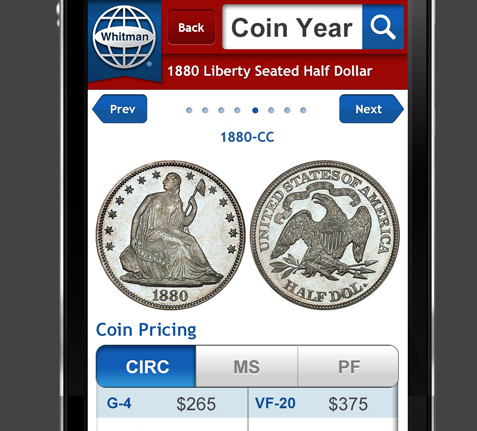 Whitman
®
Back
Coin Year
1880 Liberty Seated Half Dollar
Prev
Next
1880-CC
1880
UNITED STATES OF AMERICA
HALF DOL.
Coin Pricing
CIRC
MS
PF
G-4 $265 VF-20 $375